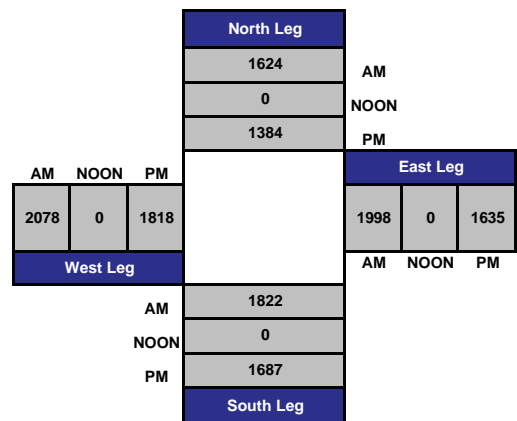 North Leg
1624 AM
0 NOON
1384 PM
AM NOON PM
East Leg
2078 0 1818
1998 0 1635
West Leg
AM NOON PM
AM 1822
NOON 0
PM 1687
South Leg